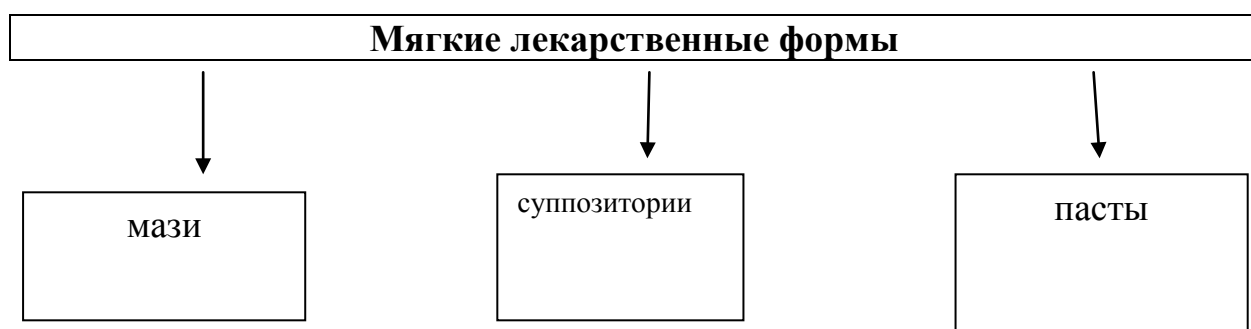 Мягкие лекарственные формы
мази
суппозитории
пасты